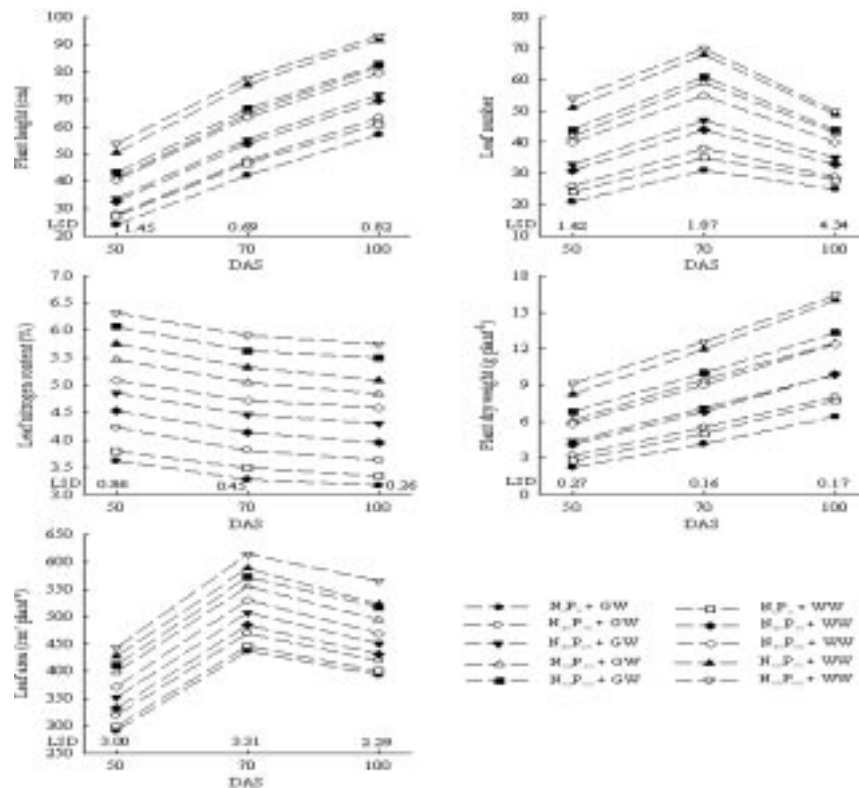 100
90
80
70
60
50
40
30
20
Plant height (cm)
LSD 1.45 0.69 0.82
50 70 100
DAS
80
70
60
50
40
30
20
10
Leaf number
LSD 1.42 1.87 4.34
50 70 100
DAS
7.0
6.5
6.0
5.5
5.0
4.5
4.0
3.5
3.0
Leaf nitrogen content (%)
LSD 0.45 0.26
50 70 100
DAS
18
15
12
9
6
3
0
Plant dry weight (g plant⁻¹)
LSD 0.27 0.16 0.17
50 70 100
DAS
650
600
550
500
450
400
350
300
250
Leaf area (cm² plant⁻¹)
LSD 3.00 3.31 2.29
50 70 100
DAS
+ GW + WW
+ GW + WW
+ GW + WW
+ GW + WW
+ GW + WW